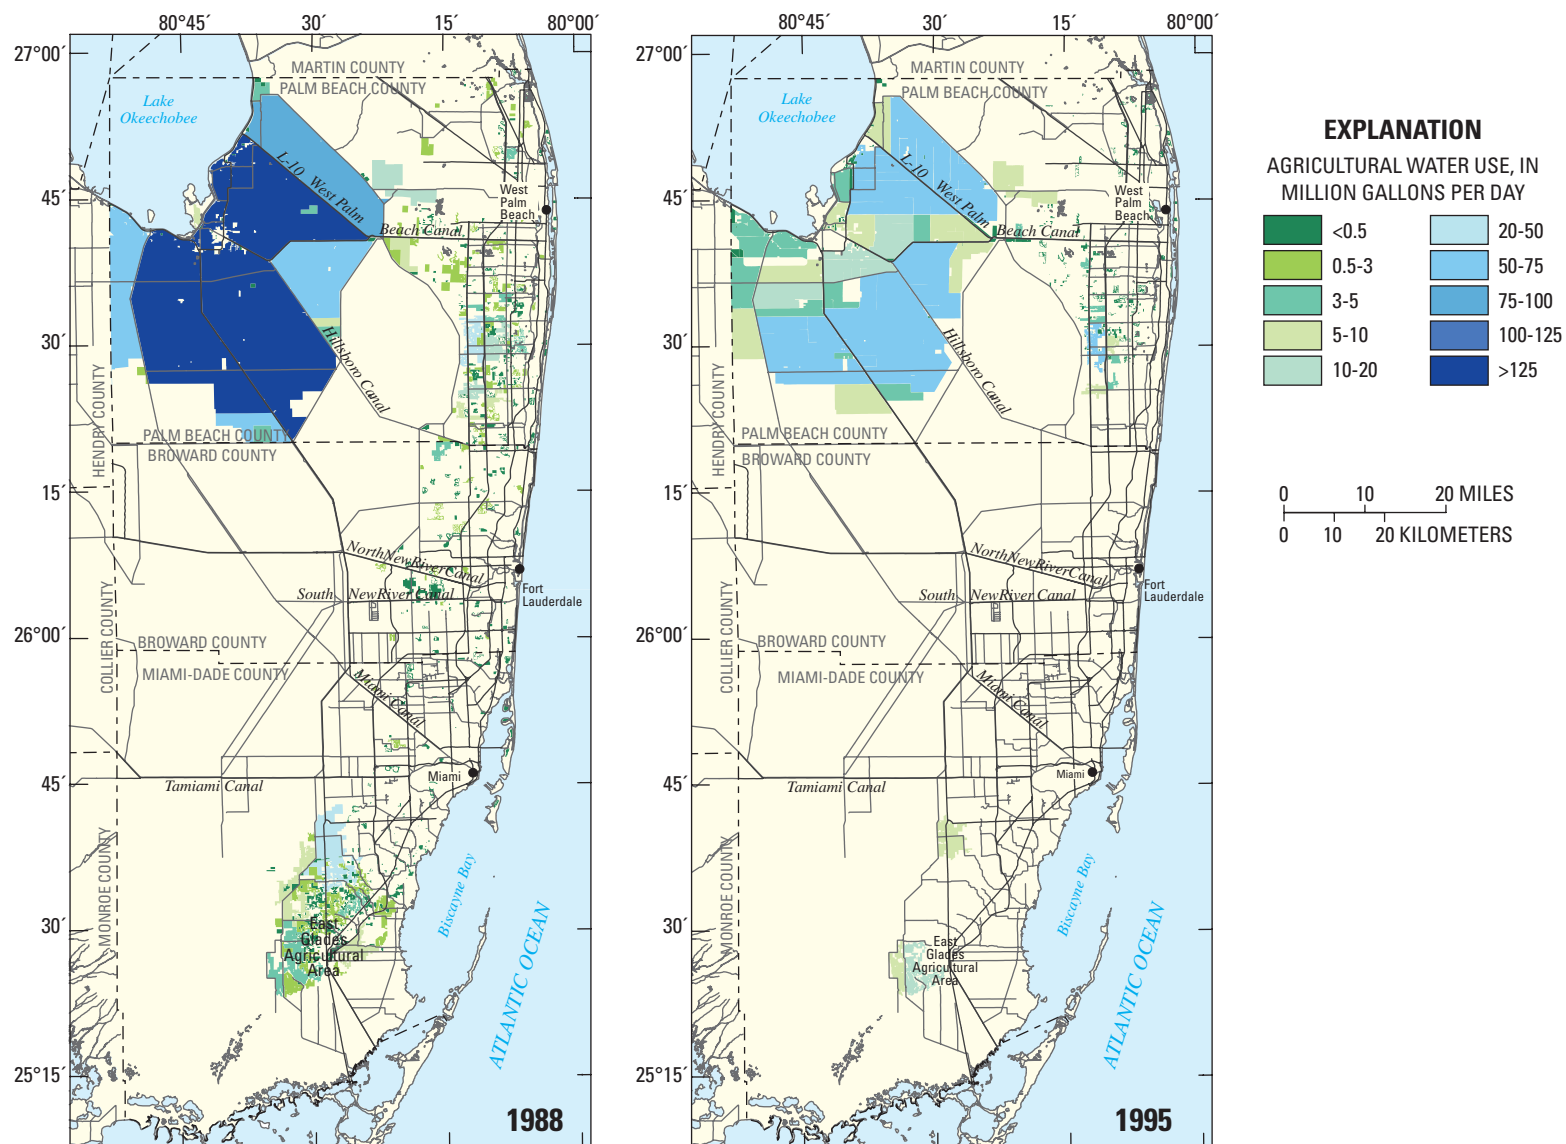 80°45´ 30´ 15´ 80°00´
27°00´
MARTIN COUNTY
PALM BEACH COUNTY
Lake
Okeechobee
L-10 West Palm
Beach Canal
West
Palm
Beach
45´
30´
Hillsboro Canal
HENDRY COUNTY
PALM BEACH COUNTY
BROWARD COUNTY
15´
North New River Canal
Fort
Lauderdale
South New River Canal
26°00´
COLLIER COUNTY
BROWARD COUNTY
MIAMI-DADE COUNTY
Miami Canal
Miami
45´
Tamiami Canal
MONROE COUNTY
Biscayne Bay
30´
East
Glades
Agricultural
Area
ATLANTIC OCEAN
25°15´
1988
30´ 15´
80°45´ 30´ 15´ 80°00´
27°00´
MARTIN COUNTY
PALM BEACH COUNTY
Lake
Okeechobee
L-10 West Palm
Beach Canal
West
Palm
Beach
45´
30´
Hillsboro Canal
HENDRY COUNTY
PALM BEACH COUNTY
BROWARD COUNTY
15´
North New River Canal
Fort
Lauderdale
South New River Canal
26°00´
COLLIER COUNTY
BROWARD COUNTY
MIAMI-DADE COUNTY
Miami Canal
Miami
45´
Tamiami Canal
MONROE COUNTY
Biscayne Bay
30´
East
Glades
Agricultural
Area
ATLANTIC OCEAN
25°15´
1995
30´ 15´
EXPLANATION
AGRICULTURAL WATER USE, IN
MILLION GALLONS PER DAY
<0.5 20-50
0.5-3 50-75
3-5 75-100
5-10 100-125
10-20 >125
0 10 20 MILES
0 10 20 KILOMETERS